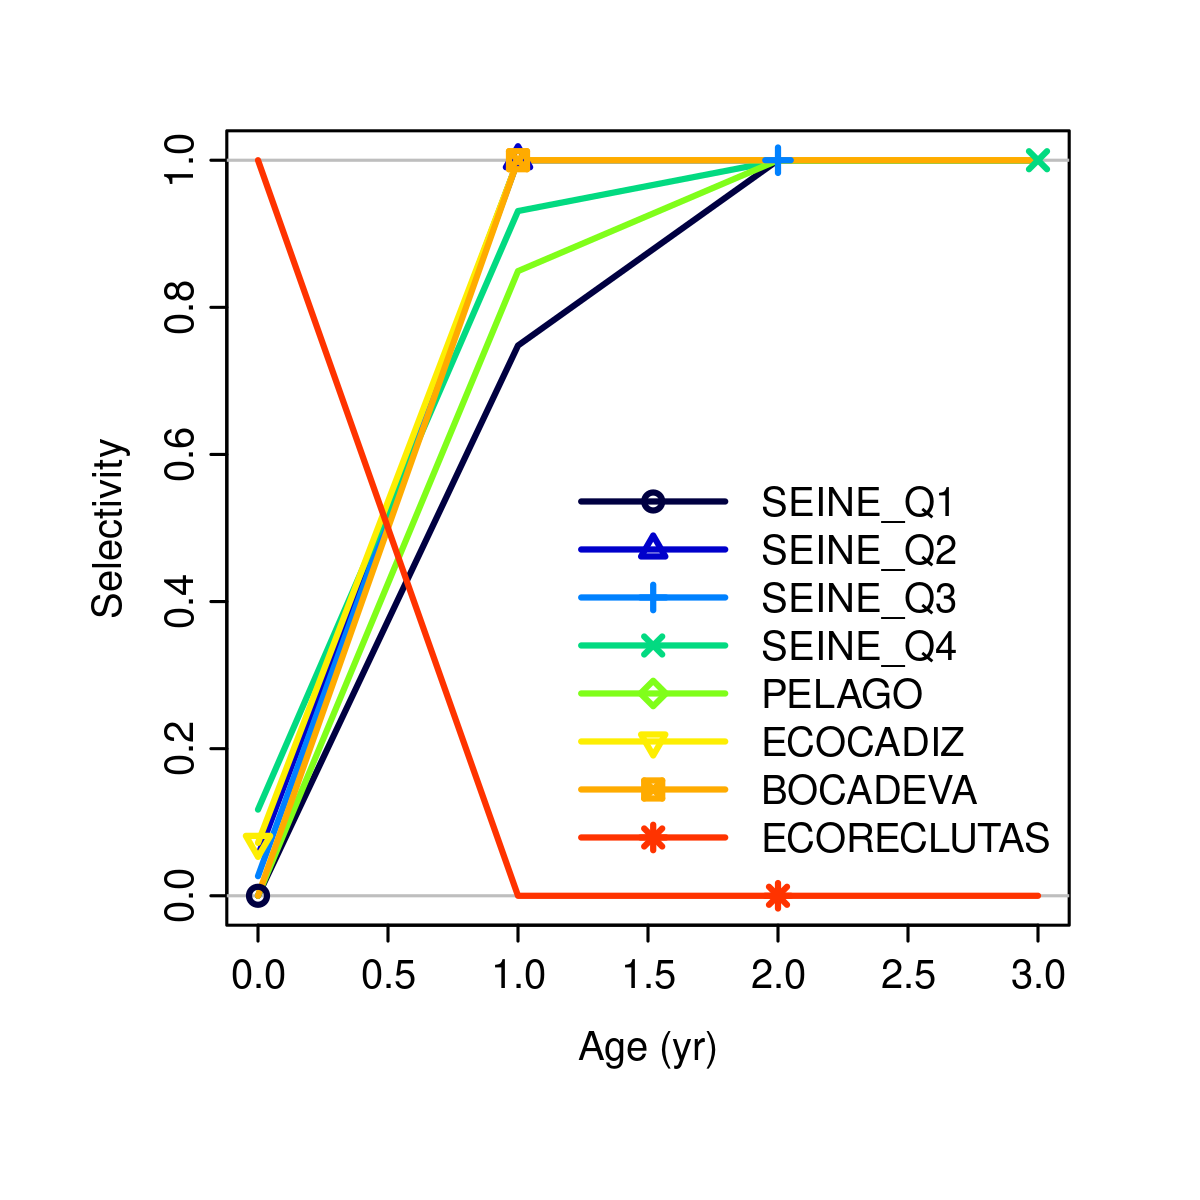 1.0
0.8
0.6
0.4
0.2
0.0
Selectivity
SEINE_Q1
SEINE_Q2
SEINE_Q3
SEINE_Q4
PELAGO
ECOCADIZ
BOCADEVA
ECORECLUTAS
0.0 0.5 1.0 1.5 2.0 2.5 3.0
Age (yr)